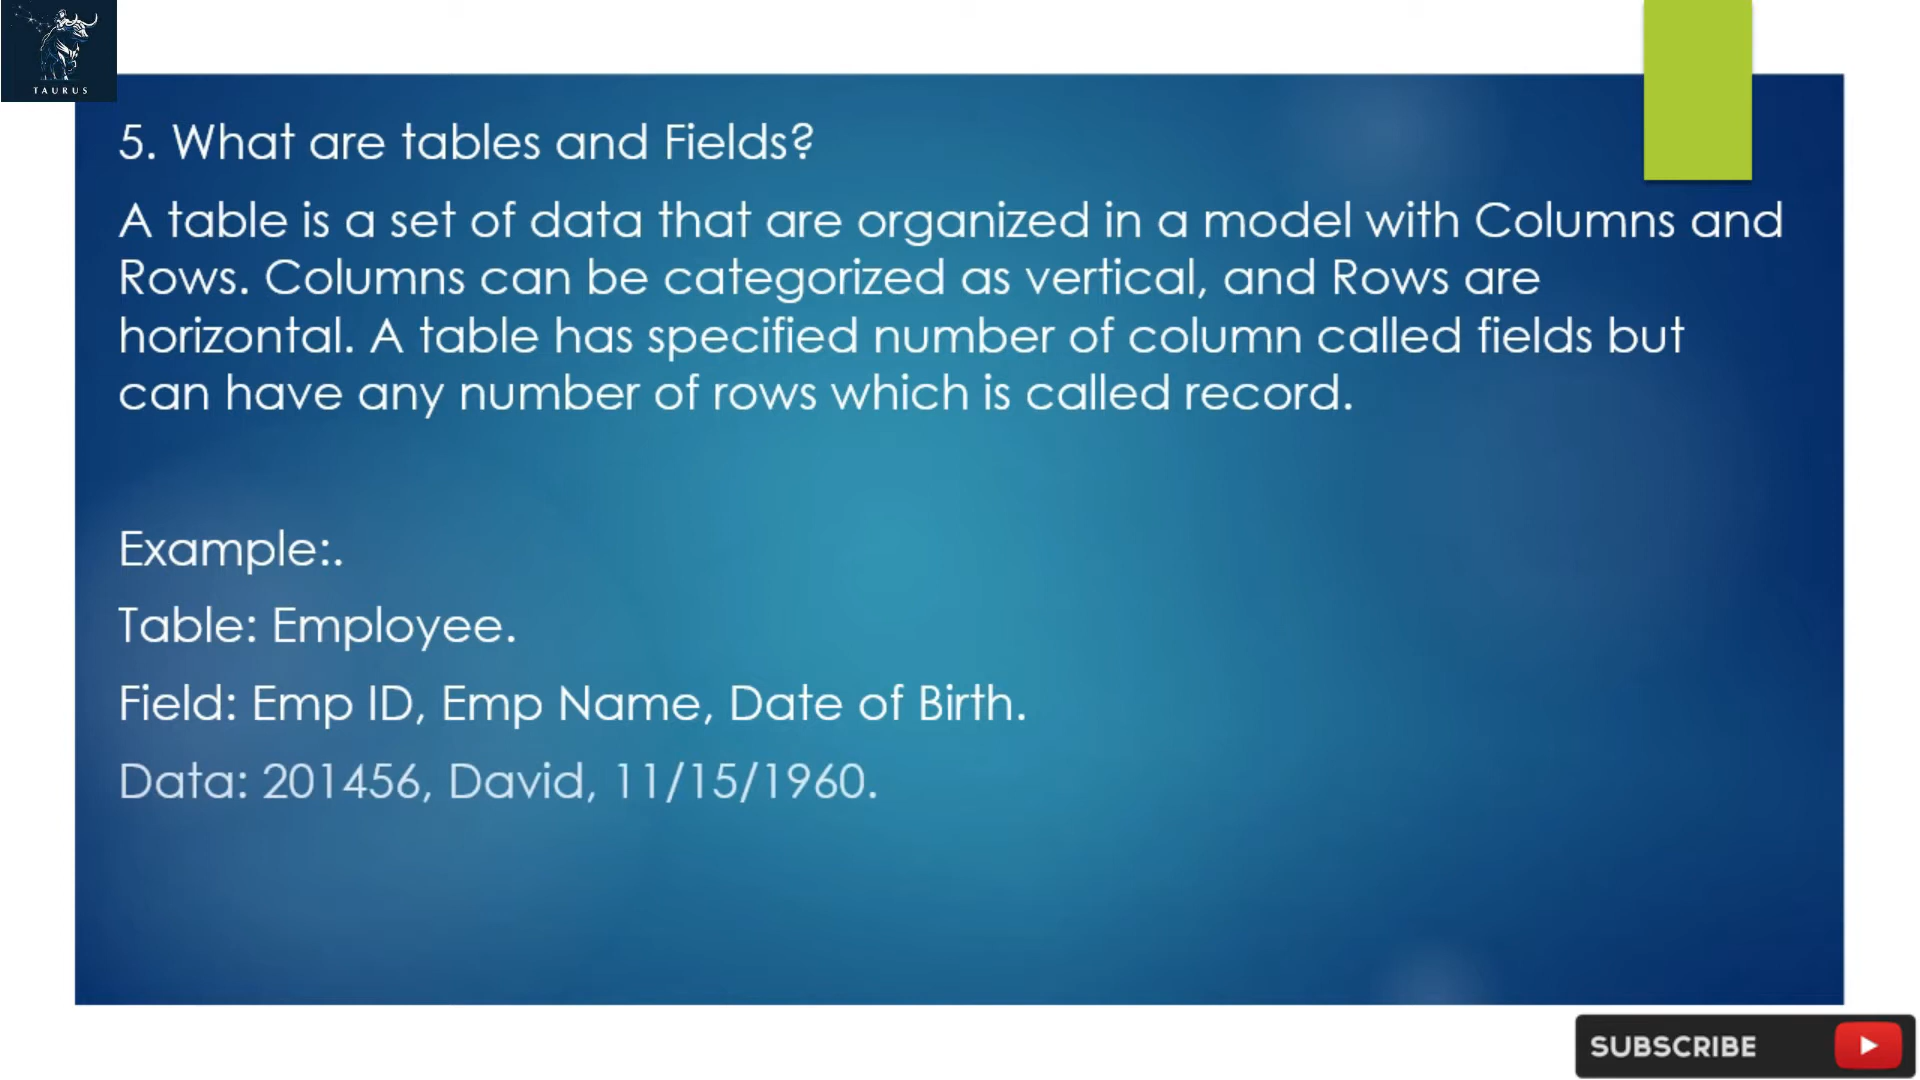 TAURUS
5. What are tables and Fields?
A table is a set of data that are organized in a model with Columns and
Rows. Columns can be categorized as vertical, and Rows are
horizontal. A table has specified number of column called fields but
can have any number of rows which is called record.
Example:.
Table: Employee.
Field: Emp ID, Emp Name, Date of Birth.
Data: 201456, David, 11/15/1960.
SUBSCRIBE